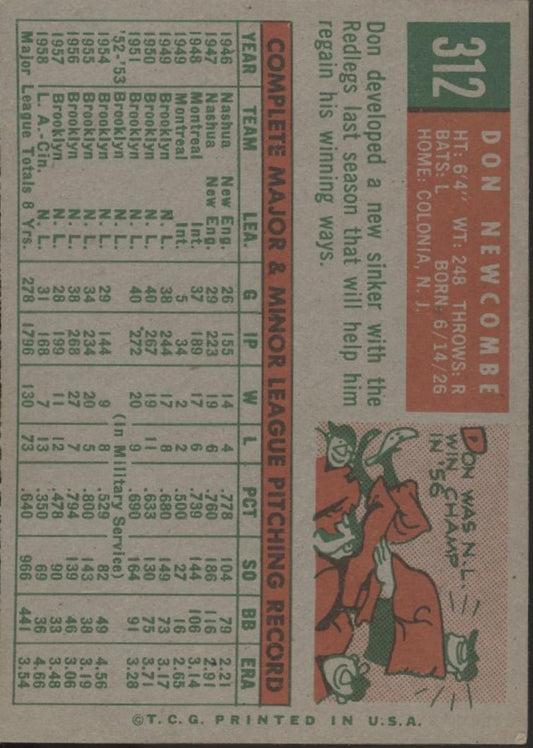 312
DON NEWCOMBE
HT: 6'4" WT: 248 THROWS: R
BATS: L BORN: 6/14/26
HOME: COLONIA, N. J.
Don developed a new sinker with the
Redlegs last season that will help him
regain his winning ways.
DON WAS N.L.
WIN CHAMP
IN '56
COMPLETE MAJOR & MINOR LEAGUE PITCHING RECORD
YEAR TEAM LEA. G IP W L PCT SO BB ERA
1946 Nashua New Eng. 26 155 14 4 .778 104 79 2.21
1947 Nashua New Eng. 29 223 19 6 .760 186 116 2.91
1948 Montreal Int. 37 189 17 6 .739 144 106 3.14
1949 Montreal Int. 5 34 2 2 .500 27 16 2.65
1949 Brooklyn N. L. 38 244 17 8 .680 149 73 3.17
1950 Brooklyn N. L. 40 267 19 11 .633 130 75 3.71
1951 Brooklyn N. L. 40 272 20 9 .690 164 91 3.28
'52-'53 (In Military Service)
1954 Brooklyn N. L. 29 144 9 8 .529 82 49 4.56
1955 Brooklyn N. L. 34 234 20 5 .800 143 38 3.19
1956 Brooklyn N. L. 38 268 27 7 .794 139 46 3.06
1957 Brooklyn N. L. 28 199 11 12 .478 90 33 3.48
1958 L. A.-Cin. N. L. 31 168 7 13 .350 69 36 4.66
Major League Totals 8 Yrs. 278 1796 130 73 .640 966 441 3.54
©T.C.G. PRINTED IN U.S.A.